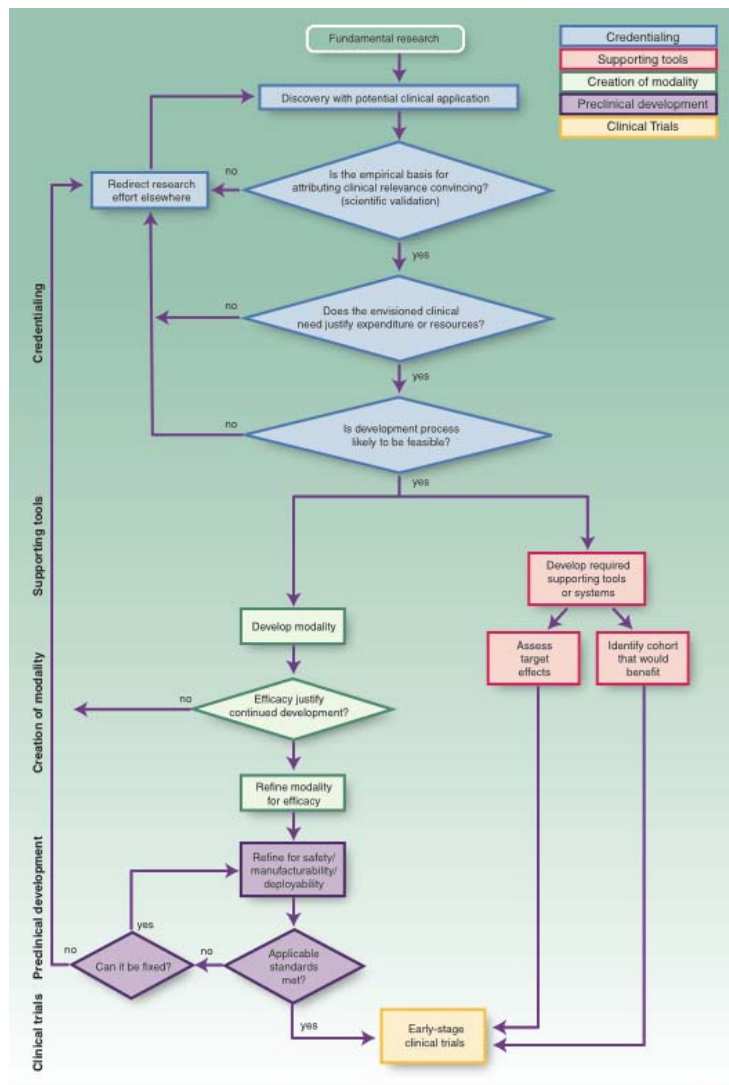 Fundamental research
Credentialing
Supporting tools
Creation of modality
Preclinical development
Clinical Trials
Discovery with potential clinical application
Is the empirical basis for
attributing clinical relevance convincing?
(scientific validation)
no
Redirect research
effort elsewhere
yes
Does the envisioned clinical
need justify expenditure or resources?
no
yes
Is development process
likely to be feasible?
no
yes
Develop required
supporting tools
or systems
Develop modality
Assess
target
effects
Identify cohort
that would
benefit
Efficacy justify
continued development?
no
Refine modality
for efficacy
Refine for safety/
manufacturability/
deployability
yes
Can it be fixed?
no
no
Applicable
standards
met?
yes
Early-stage
clinical trials
Credentialing
Supporting tools
Creation of modality
Preclinical development
Clinical trials